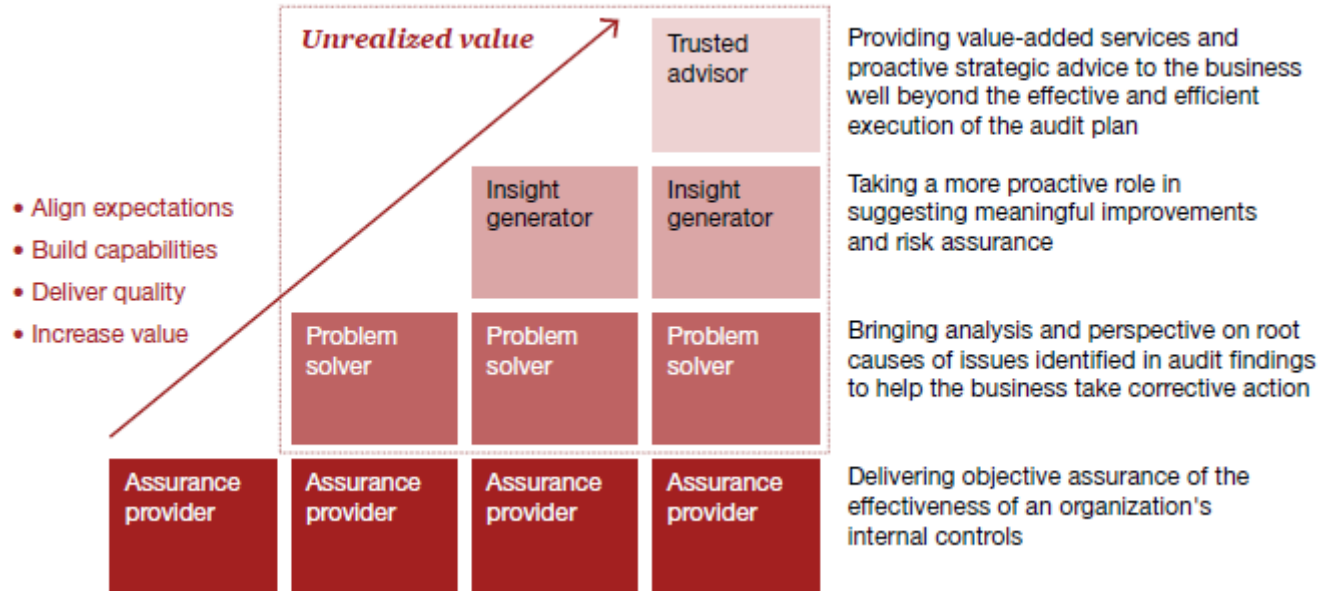 Unrealized value
Trusted
advisor
Providing value-added services and
proactive strategic advice to the business
well beyond the effective and efficient
execution of the audit plan
• Align expectations
• Build capabilities
• Deliver quality
• Increase value
Insight
generator
Insight
generator
Taking a more proactive role in
suggesting meaningful improvements
and risk assurance
Problem
solver
Problem
solver
Problem
solver
Bringing analysis and perspective on root
causes of issues identified in audit findings
to help the business take corrective action
Assurance
provider
Assurance
provider
Assurance
provider
Assurance
provider
Delivering objective assurance of the
effectiveness of an organization's
internal controls